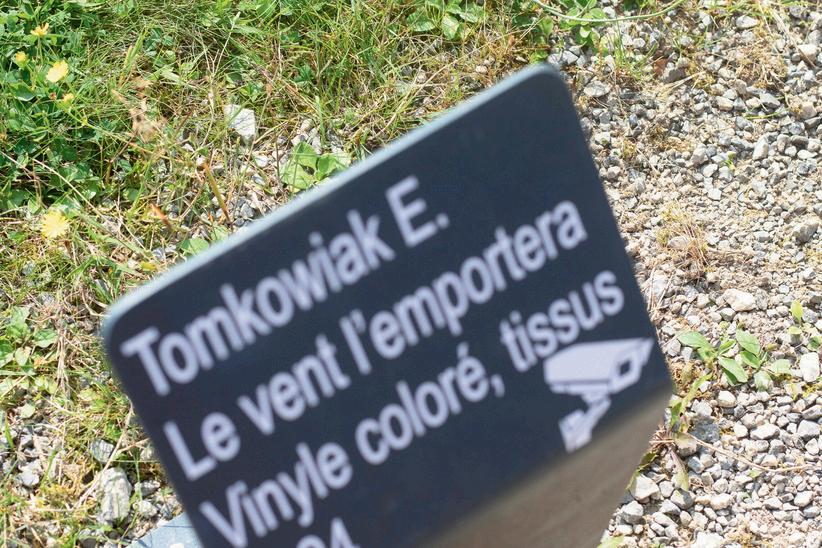 Tomkowiak E.
Le vent l'emportera
Vinyle coloré, tissus